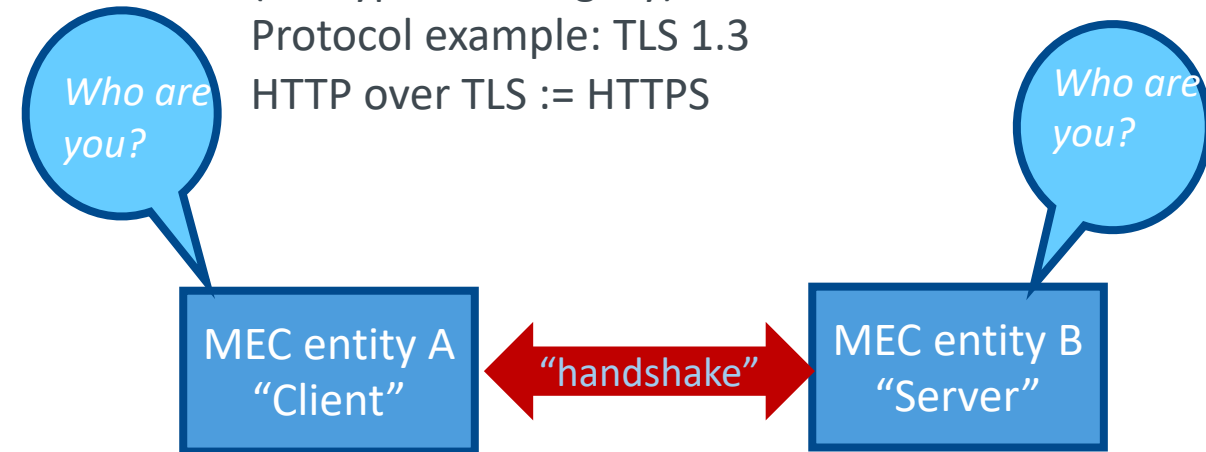 Protocol example: TLS 1.3
HTTP over TLS := HTTPS
Who are
you?
Who are
you?
MEC entity A
“Client”
“handshake”
MEC entity B
“Server”